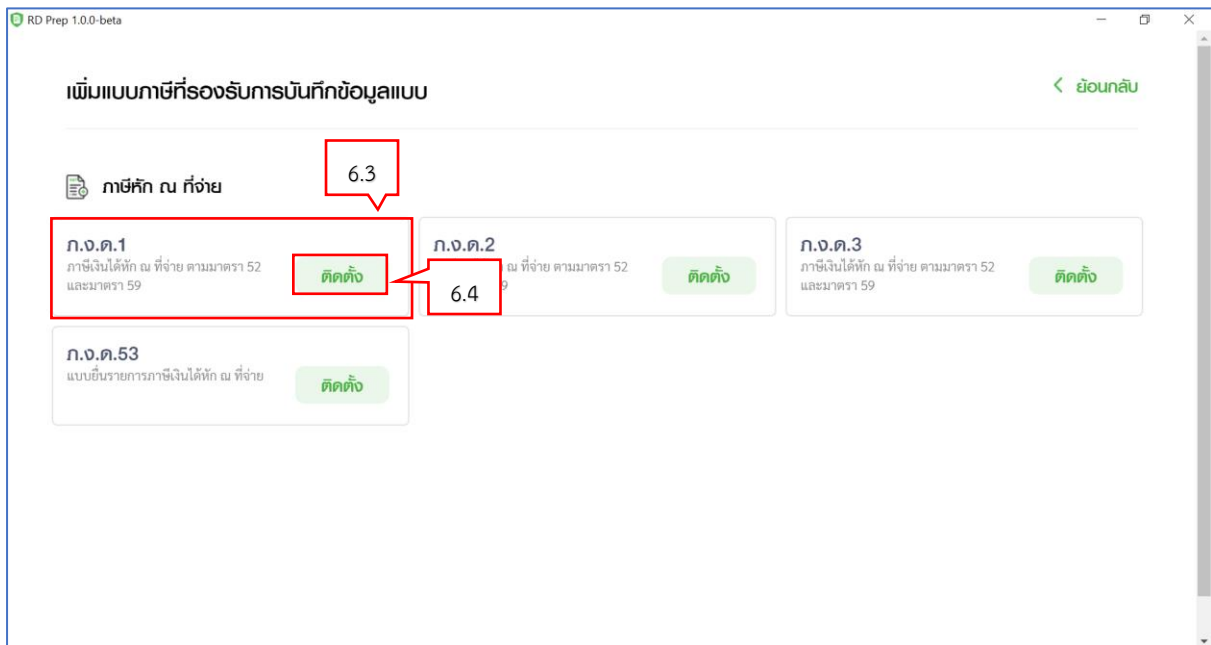 RD Prep 1.0.0-beta
เพิ่มแบบภาษีที่รองรับการบันทึกข้อมูลแบบ
ย้อนกลับ
ภาษีหัก ณ ที่จ่าย
6.3
ภ.ง.ด.1
ภาษีเงินได้หัก ณ ที่จ่าย ตามมาตรา 52
และมาตรา 59
ติดตั้ง
6.4
ภ.ง.ด.2
ณ ที่จ่าย ตามมาตรา 52
9
ติดตั้ง
ภ.ง.ด.3
ภาษีเงินได้หัก ณ ที่จ่าย ตามมาตรา 52
และมาตรา 59
ติดตั้ง
ภ.ง.ด.53
แบบยื่นรายการภาษีเงินได้หัก ณ ที่จ่าย
ติดตั้ง